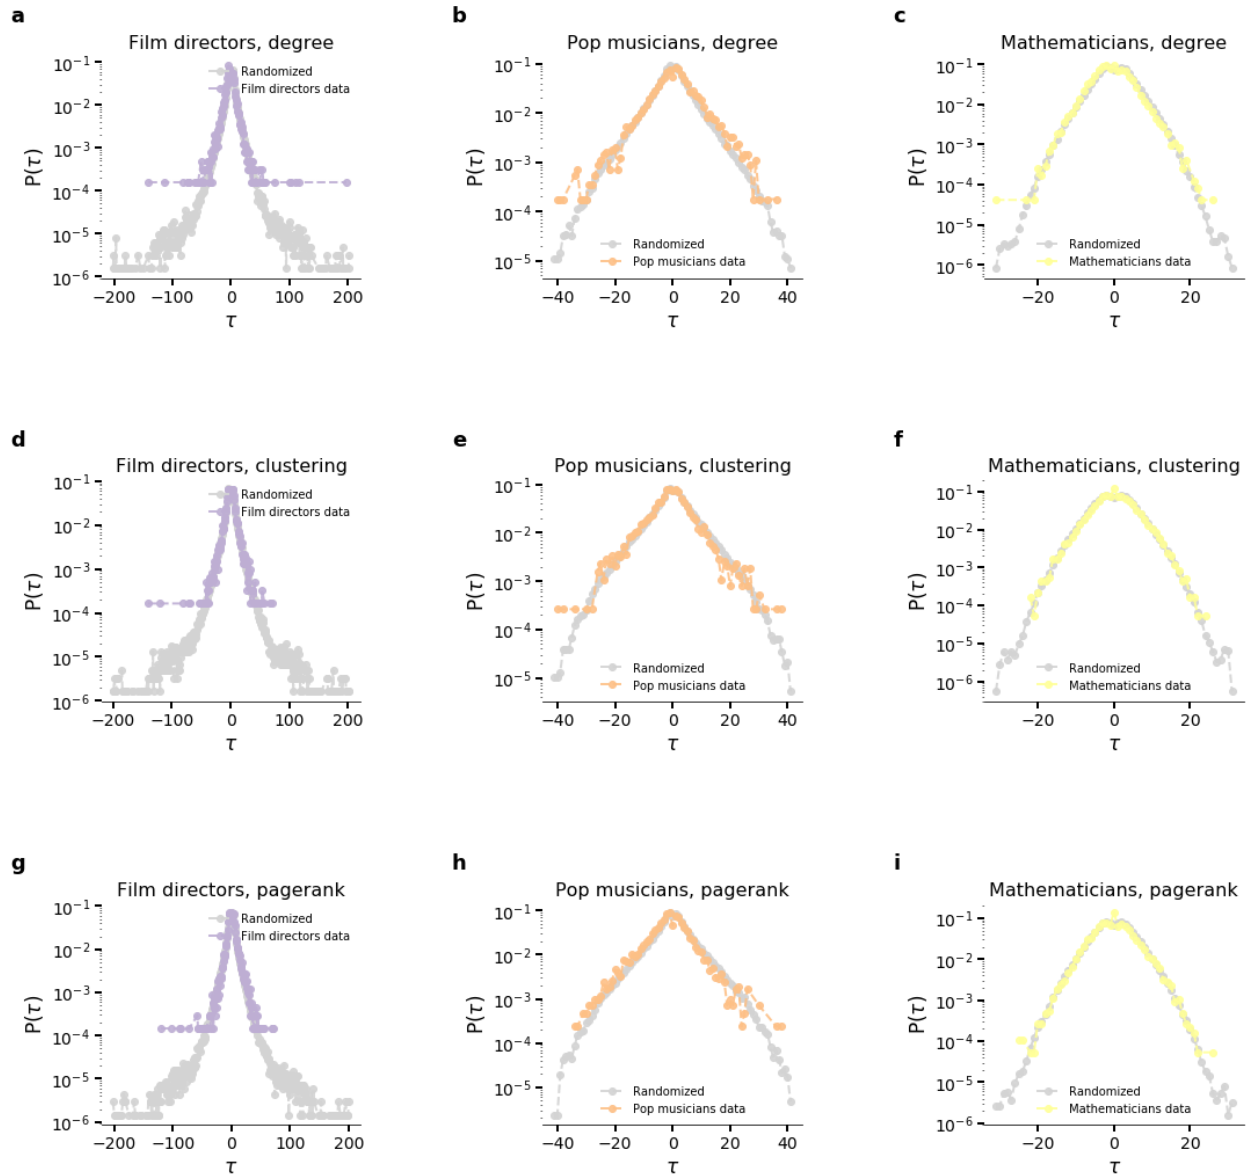 a
Film directors, degree
Randomized
Film directors data
P(τ)
10⁻¹
10⁻²
10⁻³
10⁻⁴
10⁻⁵
10⁻⁶
−200 −100 0 100 200
τ
b
Pop musicians, degree
P(τ)
10⁻¹
10⁻²
10⁻³
10⁻⁴
10⁻⁵
Randomized
Pop musicians data
−40 −20 0 20 40
τ
c
Mathematicians, degree
P(τ)
10⁻¹
10⁻²
10⁻³
10⁻⁴
10⁻⁵
10⁻⁶
Randomized
Mathematicians data
−20 0 20
τ
d
Film directors, clustering
Randomized
Film directors data
P(τ)
10⁻¹
10⁻²
10⁻³
10⁻⁴
10⁻⁵
10⁻⁶
−200 −100 0 100 200
τ
e
Pop musicians, clustering
P(τ)
10⁻¹
10⁻²
10⁻³
10⁻⁴
10⁻⁵
Randomized
Pop musicians data
−40 −20 0 20 40
τ
f
Mathematicians, clustering
P(τ)
10⁻¹
10⁻²
10⁻³
10⁻⁴
10⁻⁵
10⁻⁶
Randomized
Mathematicians data
−20 0 20
τ
g
Film directors, pagerank
Randomized
Film directors data
P(τ)
10⁻¹
10⁻²
10⁻³
10⁻⁴
10⁻⁵
10⁻⁶
−200 −100 0 100 200
τ
h
Pop musicians, pagerank
P(τ)
10⁻¹
10⁻²
10⁻³
10⁻⁴
10⁻⁵
Randomized
Pop musicians data
−40 −20 0 20 40
τ
i
Mathematicians, pagerank
P(τ)
10⁻¹
10⁻²
10⁻³
10⁻⁴
10⁻⁵
10⁻⁶
Randomized
Mathematicians data
−20 0 20
τ